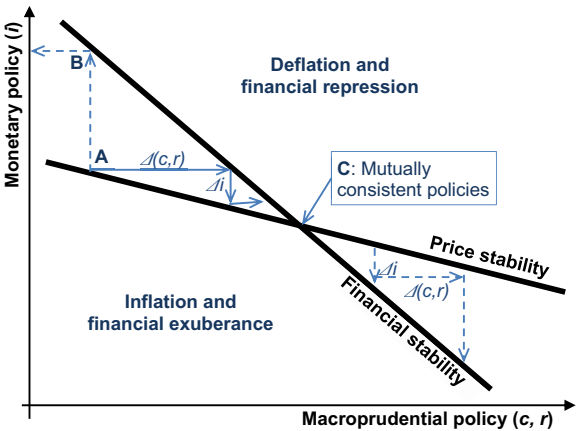 Monetary policy (i)
B
Deflation and
financial repression
A
Δ(c,r)
Δi
C: Mutually
consistent policies
Price stability
Δi
Δ(c,r)
Inflation and
financial exuberance
Financial stability
Macroprudential policy (c, r)